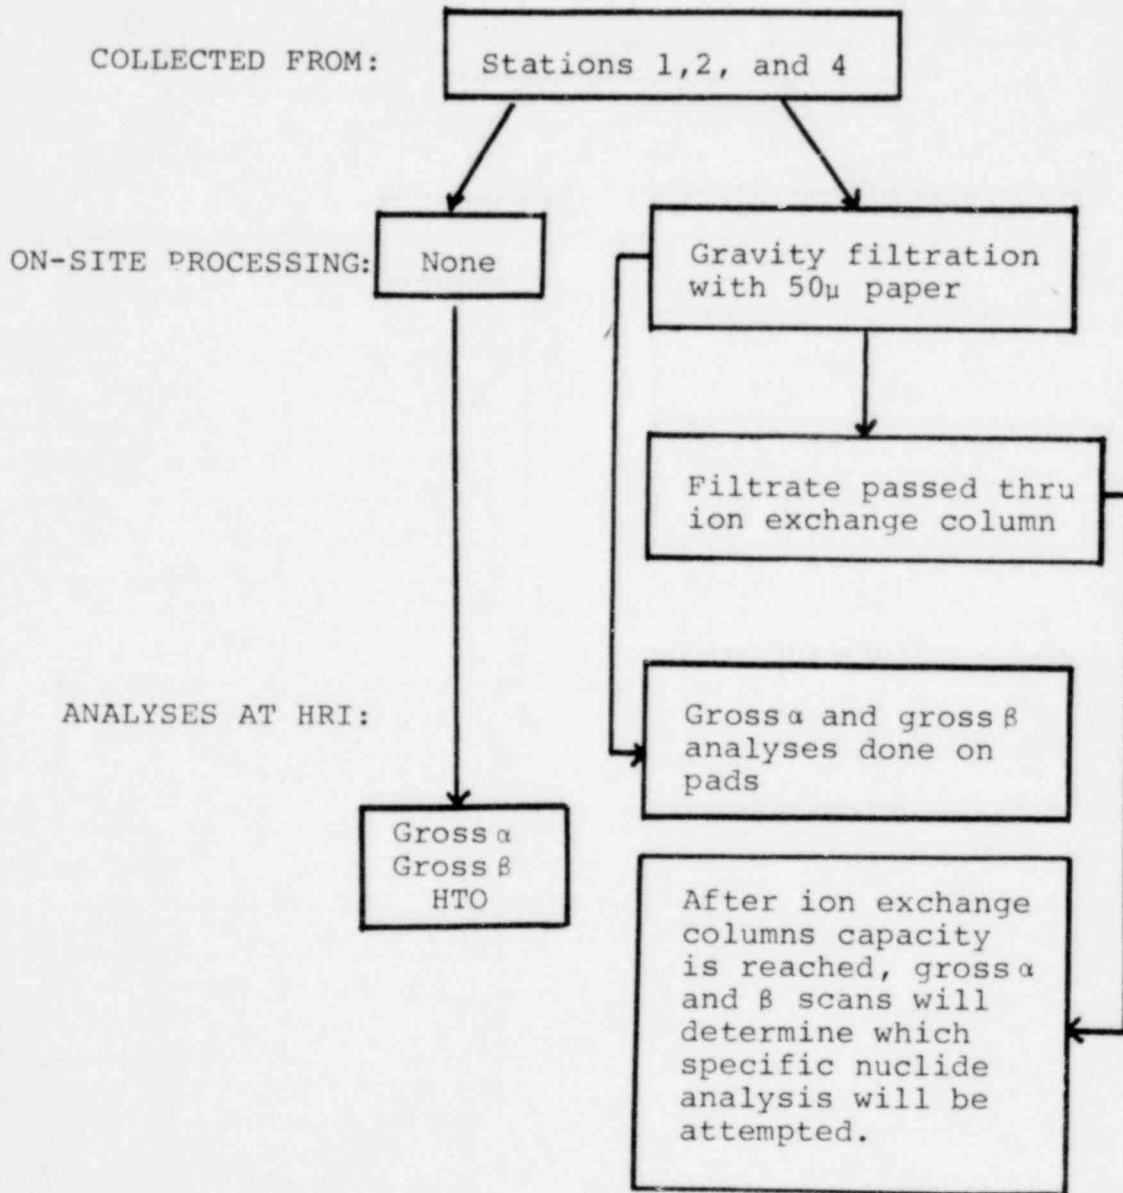 COLLECTED FROM:
Stations 1,2, and 4
ON-SITE PROCESSING:
None
Gravity filtration
with 50μ paper
Filtrate passed thru
ion exchange column
ANALYSES AT HRI:
Gross α
Gross β
HTO
Gross α and gross β
analyses done on
pads
After ion exchange
columns capacity
is reached, gross α
and β scans will
determine which
specific nuclide
analysis will be
attempted.